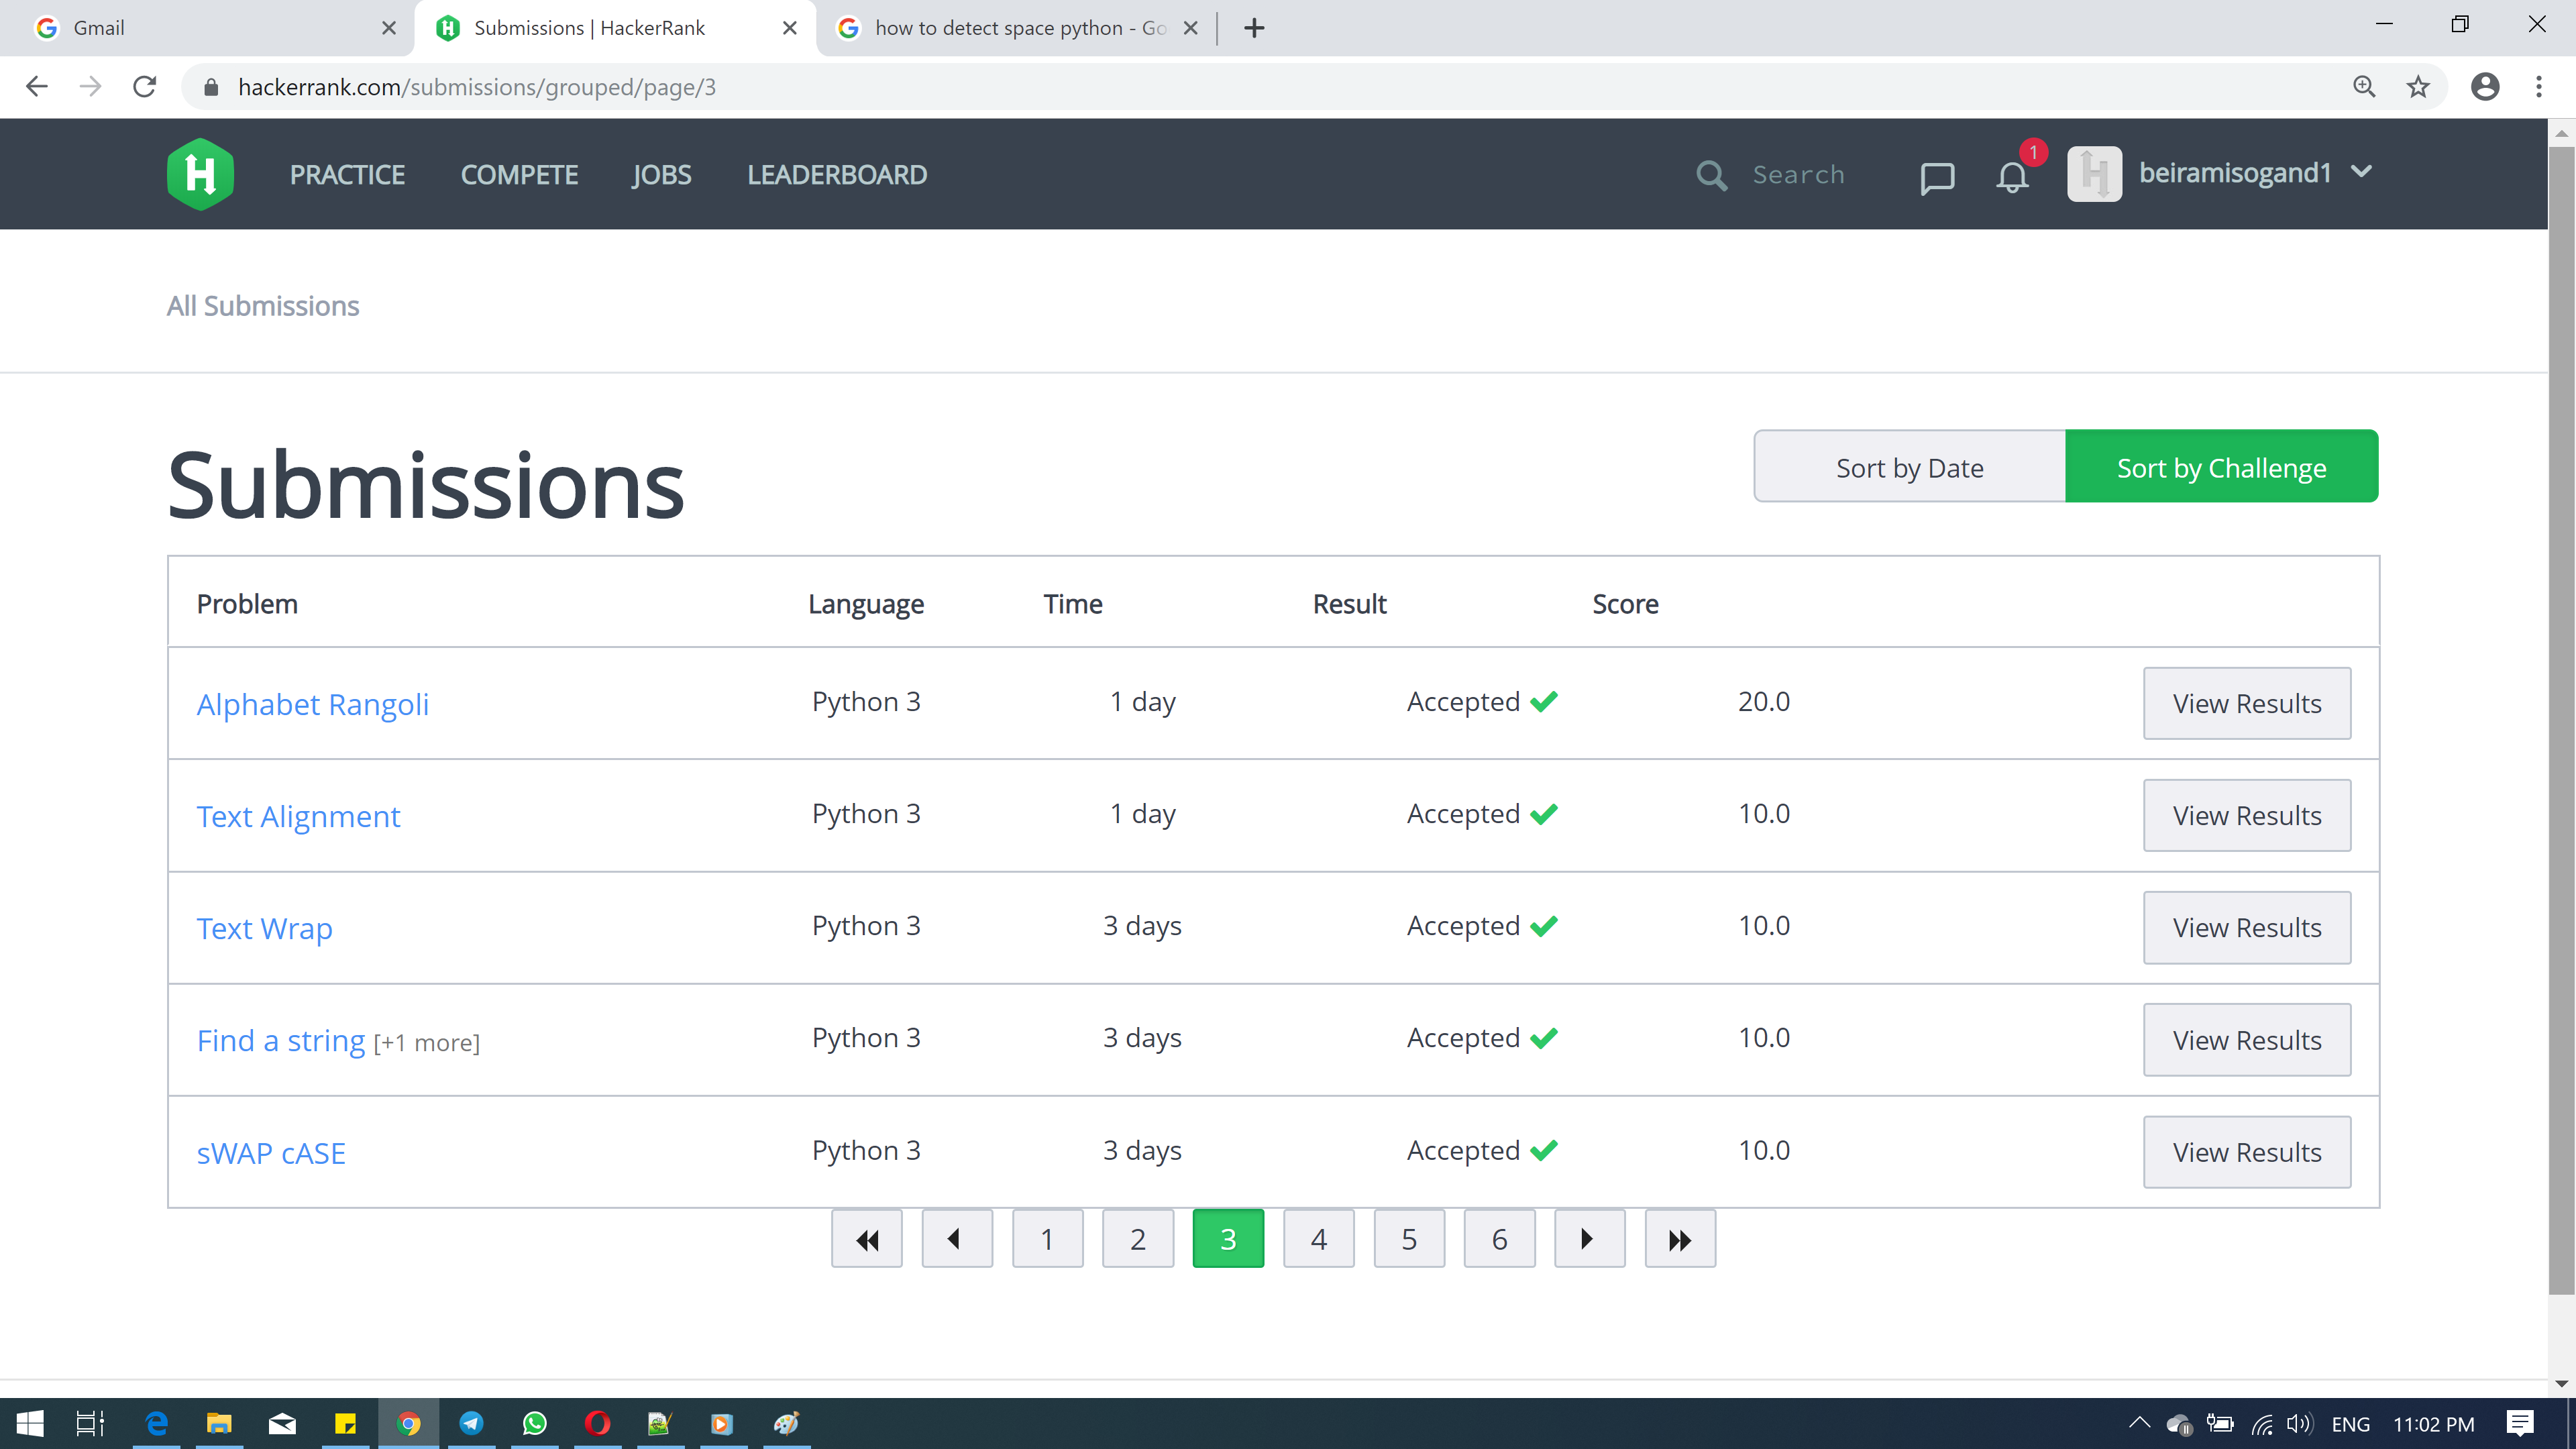 Gmail
Submissions | HackerRank
how to detect space python - Go
hackerrank.com/submissions/grouped/page/3
PRACTICE COMPETE JOBS LEADERBOARD Search 1 beiramisogand1
All Submissions
Submissions
Sort by Date Sort by Challenge
Problem Language Time Result Score
Alphabet Rangoli Python 3 1 day Accepted 20.0 View Results
Text Alignment Python 3 1 day Accepted 10.0 View Results
Text Wrap Python 3 3 days Accepted 10.0 View Results
Find a string [+1 more] Python 3 3 days Accepted 10.0 View Results
sWAP cASE Python 3 3 days Accepted 10.0 View Results
1 2 3 4 5 6
ENG 11:02 PM